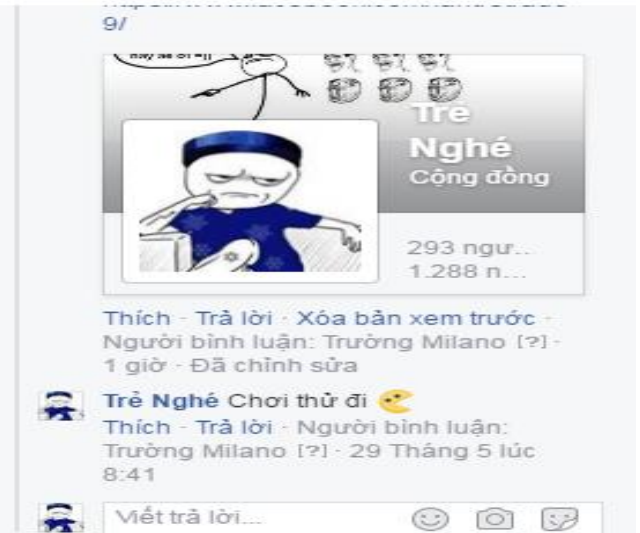 9/
Trẻ
Nghé
Cộng đồng
293 ngư...
1.288 n...
Thích · Trả lời · Xóa bản xem trước ·
Người bình luận: Trường Milano [?] ·
1 giờ · Đã chỉnh sửa
Trẻ Nghé Chơi thử đi
Thích · Trả lời · Người bình luận:
Trường Milano [?] · 29 Tháng 5 lúc
8:41
Viết trả lời...